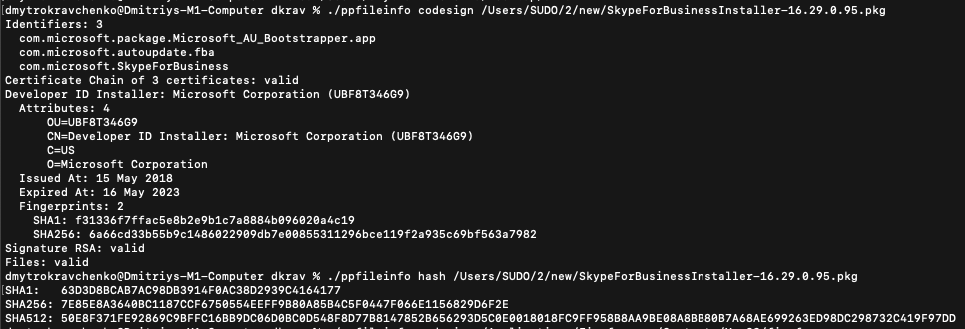 dmytrokravchenko@Dmitriys-M1-Computer dkrav % ./ppfileinfo codesign /Users/SUDO/2/new/SkypeForBusinessInstaller-16.29.0.95.pkg
Identifiers: 3
com.microsoft.package.Microsoft_AU_Bootstrapper.app
com.microsoft.autoupdate.fba
com.microsoft.SkypeForBusiness
Certificate Chain of 3 certificates: valid
Developer ID Installer: Microsoft Corporation (UBF8T346G9)
Attributes: 4
OU=UBF8T346G9
CN=Developer ID Installer: Microsoft Corporation (UBF8T346G9)
C=US
O=Microsoft Corporation
Issued At: 15 May 2018
Expired At: 16 May 2023
Fingerprints: 2
SHA1: f31336f7ffac5e8b2e9b1c7a8884b096020a4c19
SHA256: 6a66cd33b55b9c1486022909db7e00855311296bce119f2a935c69bf563a7982
Signature RSA: valid
Files: valid
dmytrokravchenko@Dmitriys-M1-Computer dkrav % ./ppfileinfo hash /Users/SUDO/2/new/SkypeForBusinessInstaller-16.29.0.95.pkg
SHA1: 63D3D8BCAB7AC98DB3914F0AC38D2939C4164177
SHA256: 7E85E8A3640BC1187CCF6750554EEFF9B80A85B4C5F0447F066E1156829D6F2E
SHA512: 50E8F371FE92869C9BFFC16BB9DC06D0BC0D548F8D77B8147852B656293D5C0E0018018FC9FF958B8AA9BE08A8BB80B7A68AE699263ED98DC298732C419F97DD